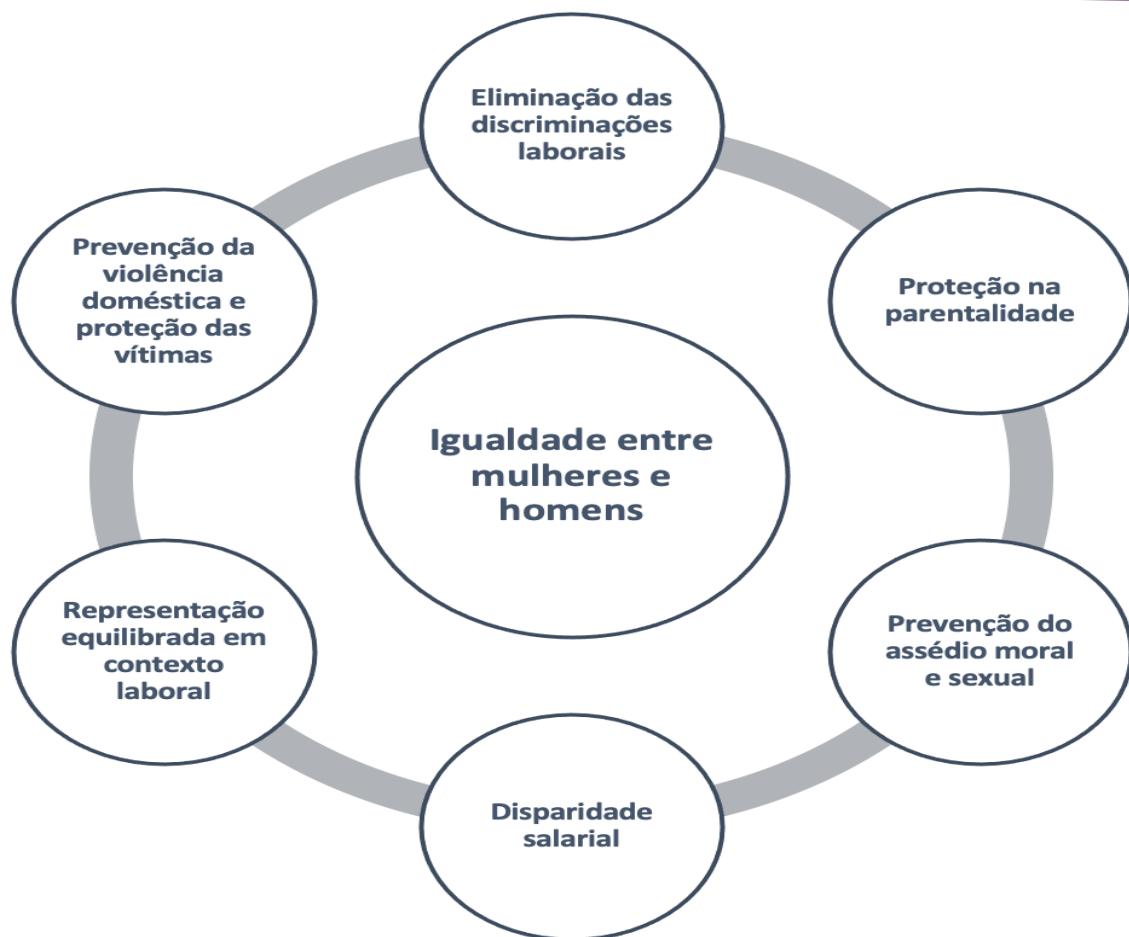 Eliminação das
discriminações
laborais
Proteção na
parentalidade
Prevenção do
assédio moral
e sexual
Disparidade
salarial
Representação
equilibrada em
contexto
laboral
Prevenção da
violência
doméstica e
proteção das
vítimas
Igualdade entre
mulheres e
homens